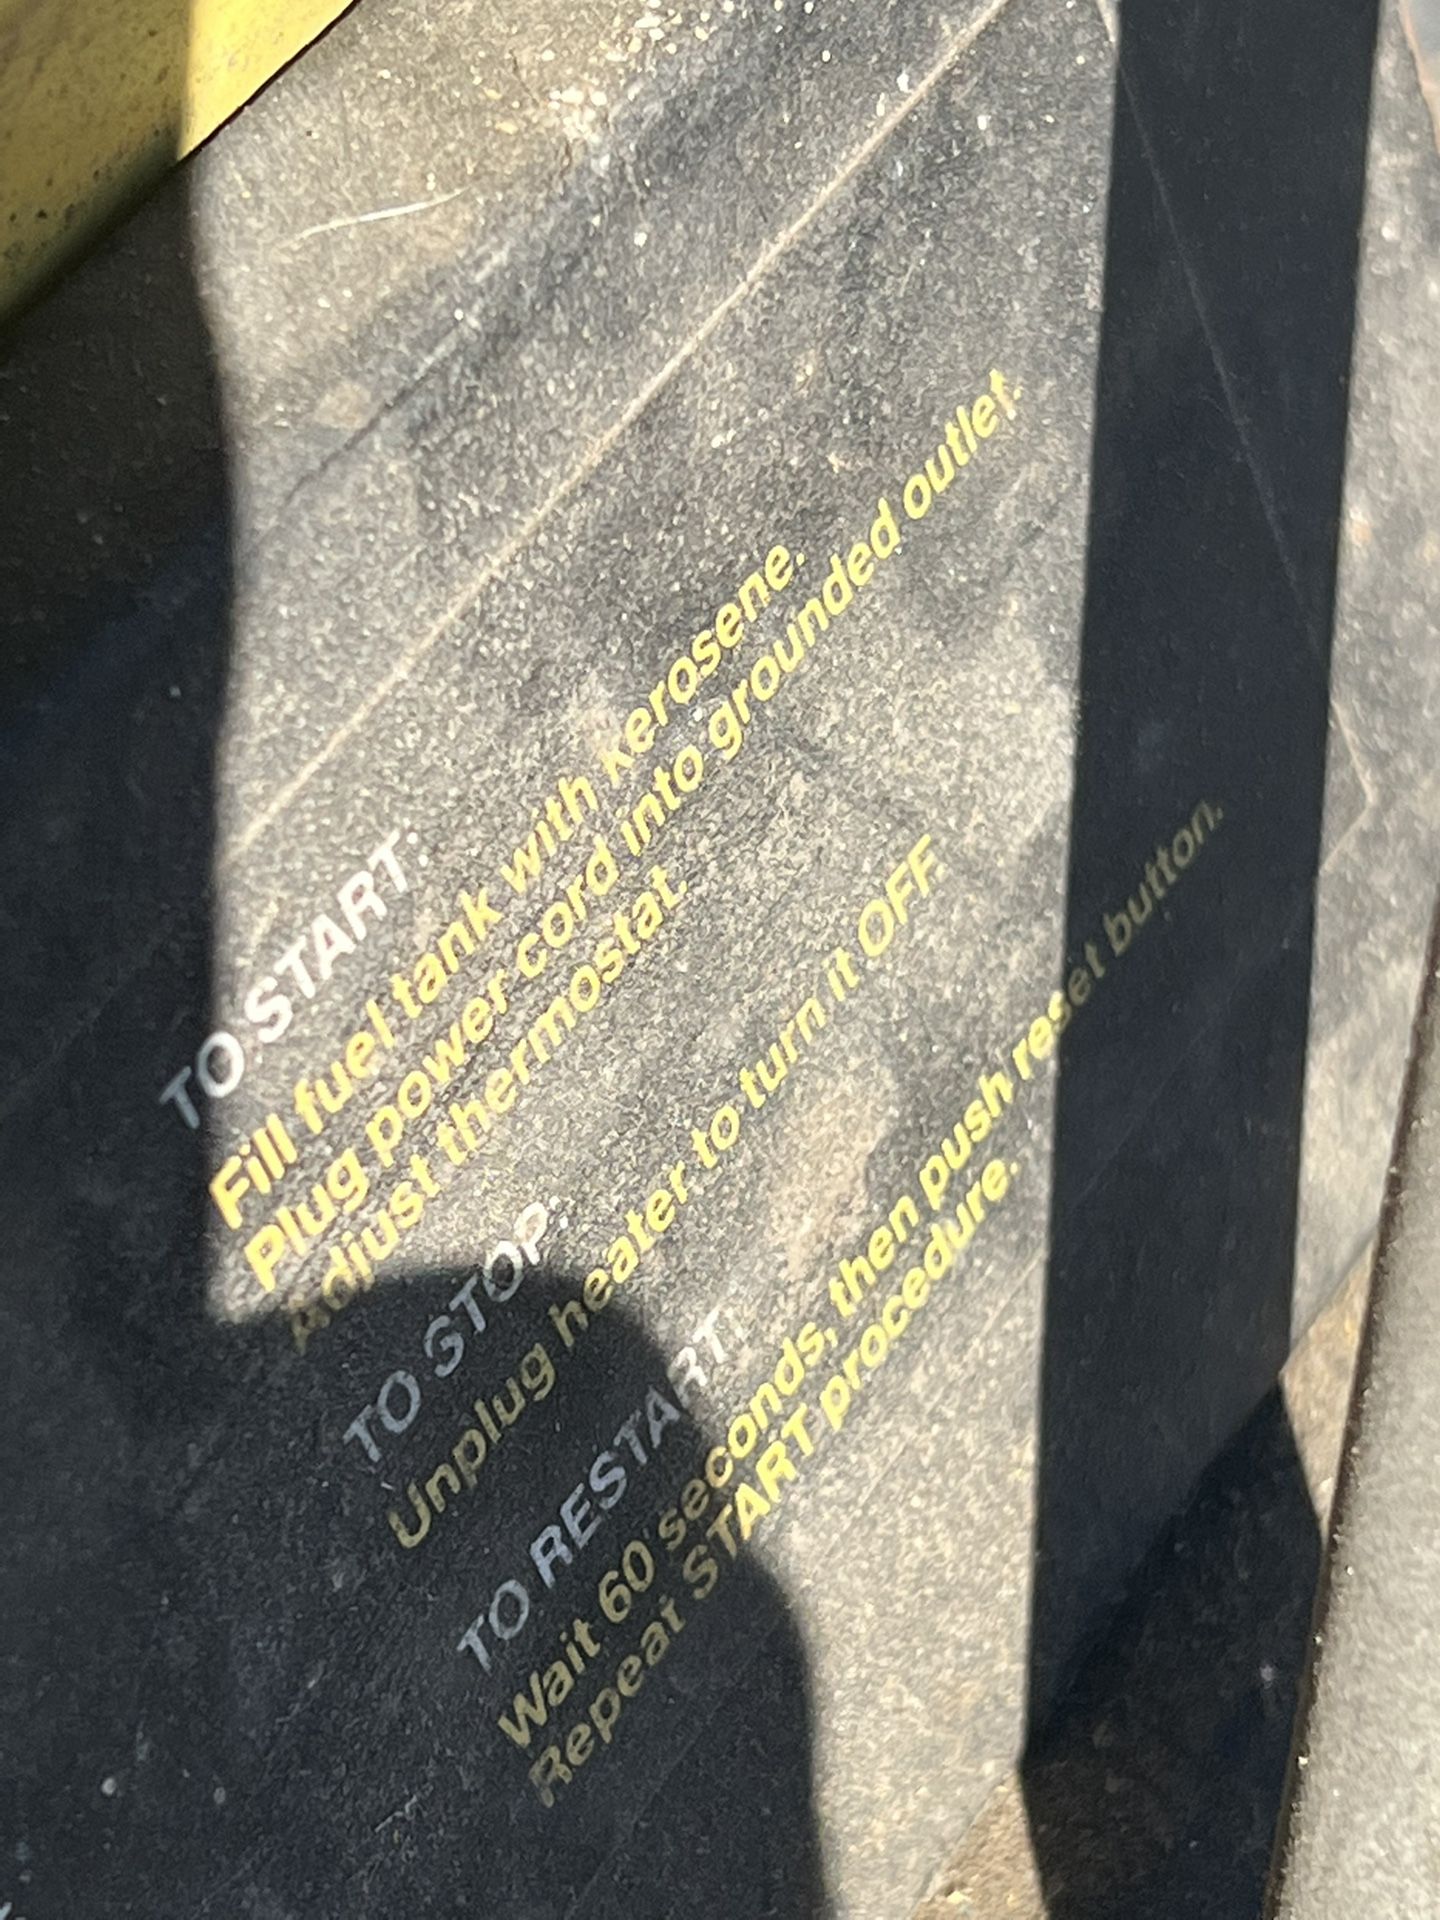 TO START:
Fill fuel tank with kerosene.
Plug power cord into grounded outlet.
Adjust thermostat.
TO STOP:
Unplug heater to turn it OFF.
TO RESTART:
Wait 60 seconds, then push reset button.
Repeat START procedure.